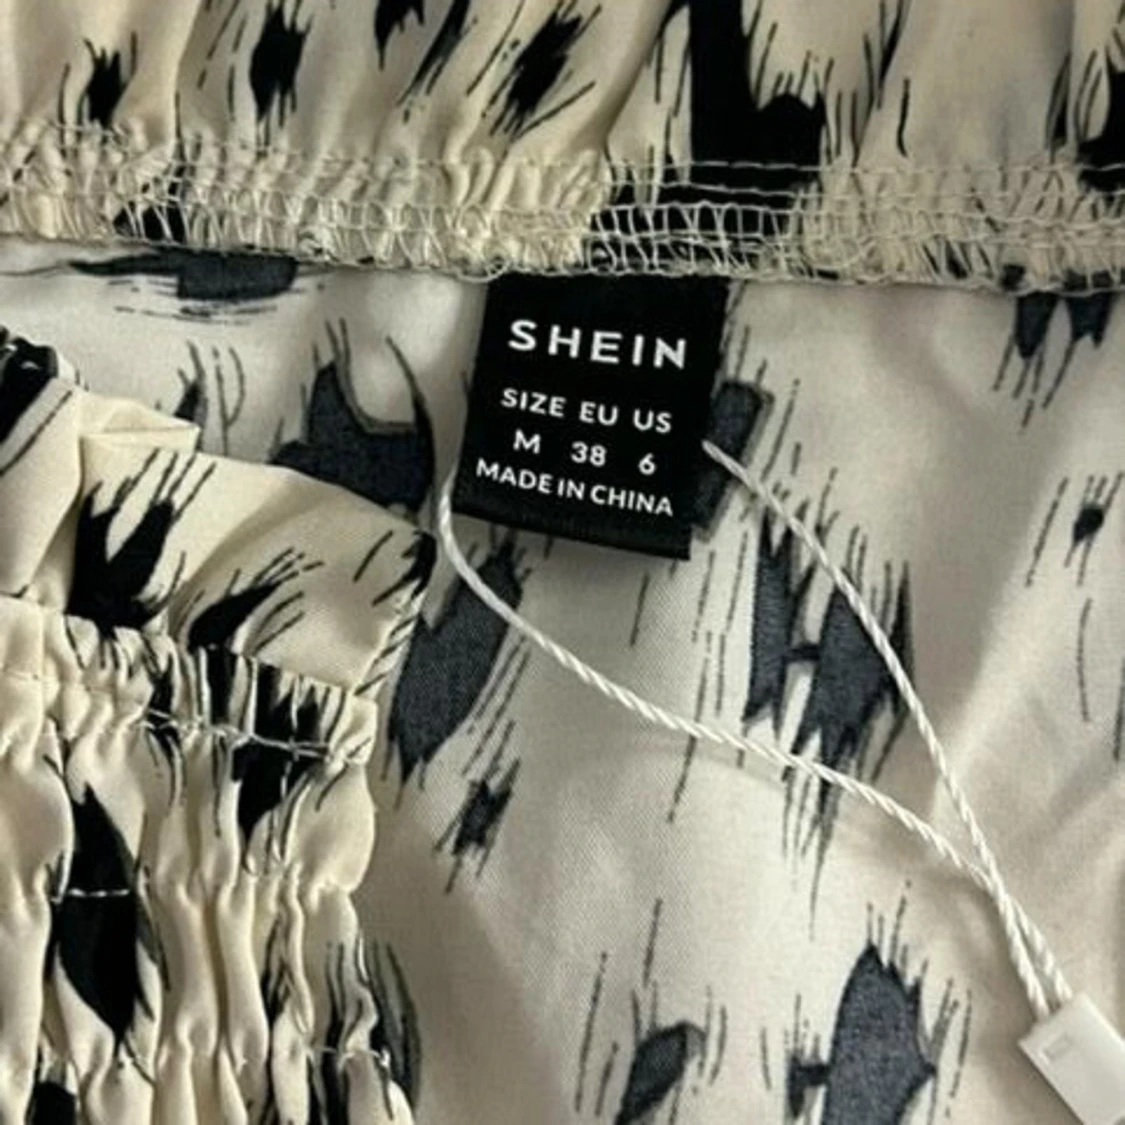 SHEIN
SIZE EU US
M 38 6
MADE IN CHINA